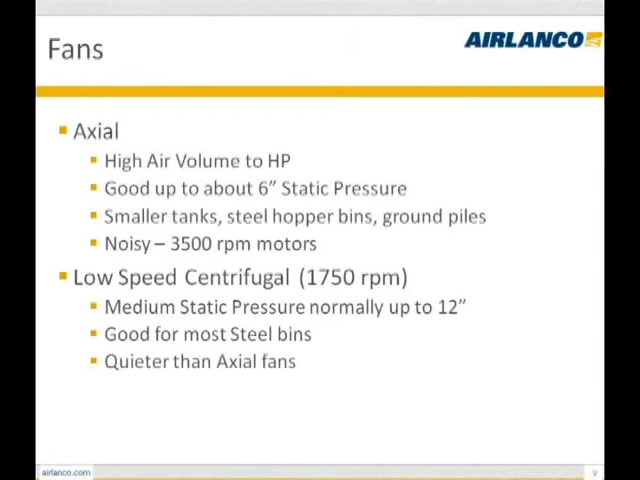 Fans
AIRLANCO
Axial
High Air Volume to HP
Good up to about 6” Static Pressure
Smaller tanks, steel hopper bins, ground piles
Noisy – 3500 rpm motors
Low Speed Centrifugal (1750 rpm)
Medium Static Pressure normally up to 12”
Good for most Steel bins
Quieter than Axial fans
airlanco.com
9